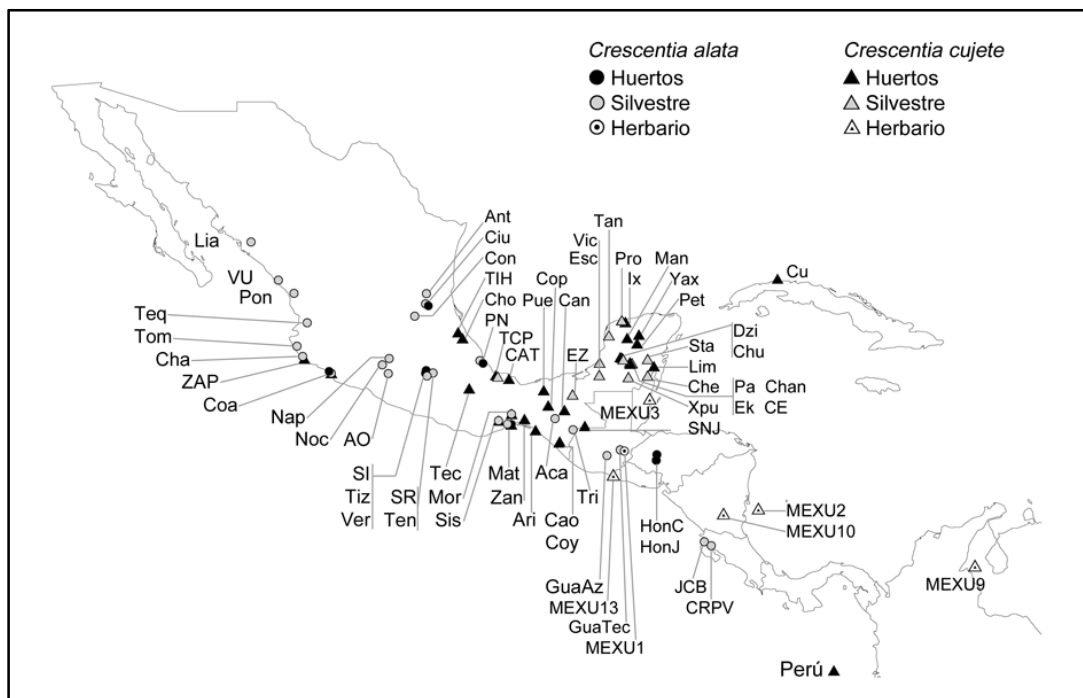 Crescentia alata
Huertos
Silvestre
Herbario
Crescentia cujete
Huertos
Silvestre
Herbario
Ant
Ciu
Con
TIH
Cho
PN
TCP
CAT
Cop
Pue Can
EZ
Tan
Vic
Esc
Pro
Ix
Man
Yax
Pet
Cu
Dzi
Chu
Sta
Lim
Che
Xpu
Pa Chan
Ek CE
MEXU3
SNJ
Lia
VU
Pon
Teq
Tom
Cha
ZAP
Coa
Nap
Noc
AO
SI
Tiz
Ver
SR
Ten
Tec
Mor
Sis
Mat
Zan
Ari
Aca
Cao
Coy
Tri
HonC
HonJ
GuaAz
MEXU13
GuaTec
MEXU1
JCB
CRPV
MEXU2
MEXU10
MEXU9
Perú